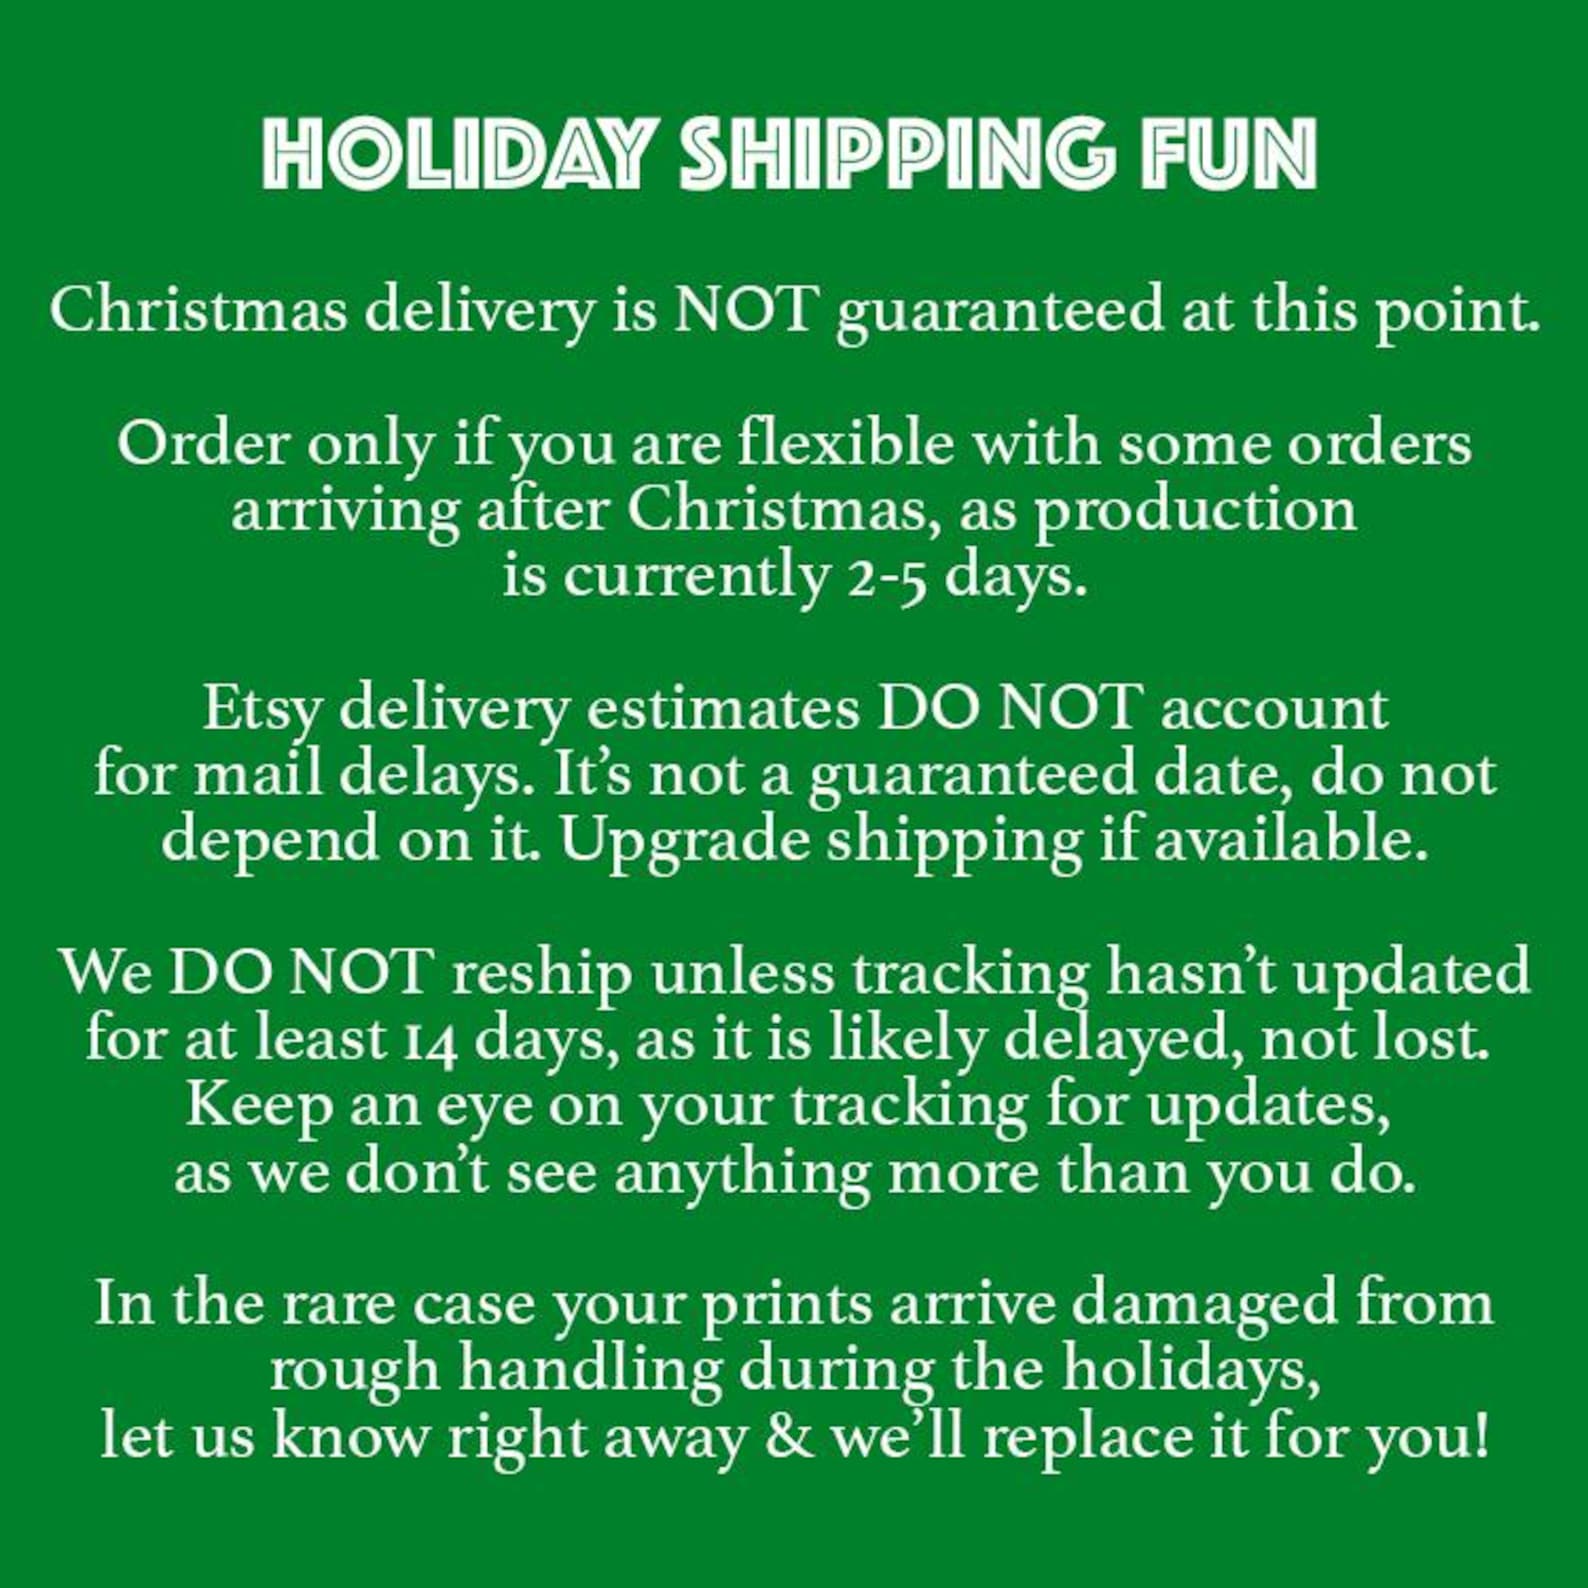 HOLIDAY SHIPPING FUN
Christmas delivery is NOT guaranteed at this point.
Order only if you are flexible with some orders
arriving after Christmas, as production
is currently 2-5 days.
Etsy delivery estimates DO NOT account
for mail delays. It’s not a guaranteed date, do not
depend on it. Upgrade shipping if available.
We DO NOT reship unless tracking hasn’t updated
for at least 14 days, as it is likely delayed, not lost.
Keep an eye on your tracking for updates,
as we don’t see anything more than you do.
In the rare case your prints arrive damaged from
rough handling during the holidays,
let us know right away & we’ll replace it for you!